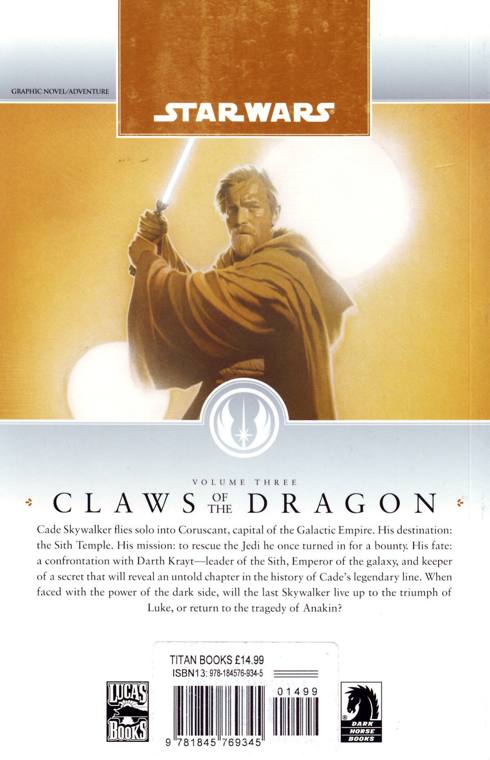 GRAPHIC NOVEL/ADVENTURE
STAR WARS®
VOLUME THREE
CLAWS OF THE DRAGON
Cade Skywalker flies solo into Coruscant, capital of the Galactic Empire. His destination:
the Sith Temple. His mission: to rescue the Jedi he once turned in for a bounty. His fate:
a confrontation with Darth Krayt—leader of the Sith, Emperor of the galaxy, and keeper
of a secret that will reveal an untold chapter in the history of Cade's legendary line. When
faced with the power of the dark side, will the last Skywalker live up to the triumph of
Luke, or return to the tragedy of Anakin?
TITAN BOOKS £14.99
ISBN13: 978-184576-934-5
01499
9 781845 769345
LUCAS
BOOKS
DARK
HORSE
BOOKS